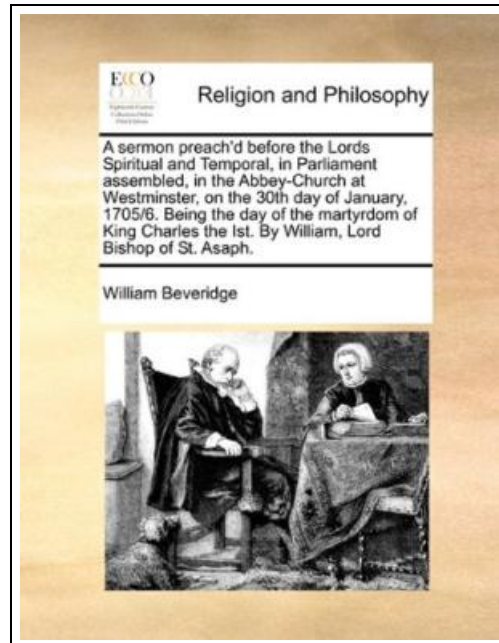 ECCO
Religion and Philosophy
A sermon preach'd before the Lords
Spiritual and Temporal, in Parliament
assembled, in the Abbey-Church at
Westminster, on the 30th day of January,
1705/6. Being the day of the martyrdom of
King Charles the Ist. By William, Lord
Bishop of St. Asaph.
William Beveridge